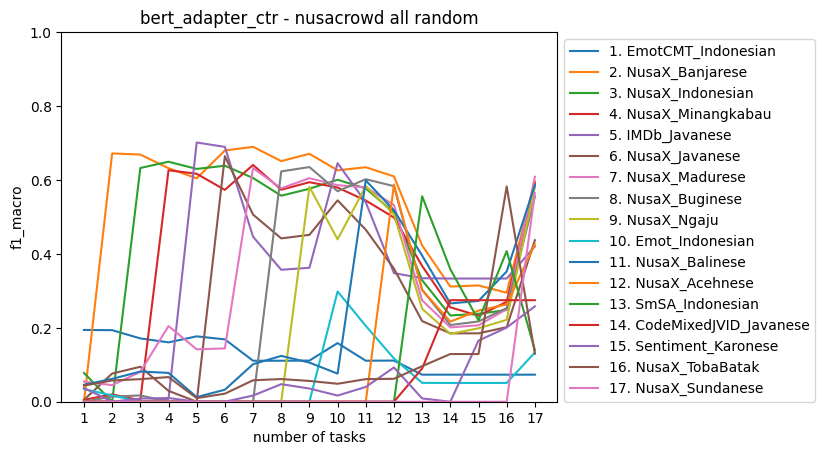 bert_adapter_ctr - nusacrowd all random
f1_macro
1.0
0.8
0.6
0.4
0.2
0.0
1 2 3 4 5 6 7 8 9 10 11 12 13 14 15 16 17
number of tasks
1. EmotCMT_Indonesian
2. NusaX_Banjarese
3. NusaX_Indonesian
4. NusaX_Minangkabau
5. IMDb_Javanese
6. NusaX_Javanese
7. NusaX_Madurese
8. NusaX_Buginese
9. NusaX_Ngaju
10. Emot_Indonesian
11. NusaX_Balinese
12. NusaX_Acehnese
13. SmSA_Indonesian
14. CodeMixedJVID_Javanese
15. Sentiment_Karonese
16. NusaX_TobaBatak
17. NusaX_Sundanese